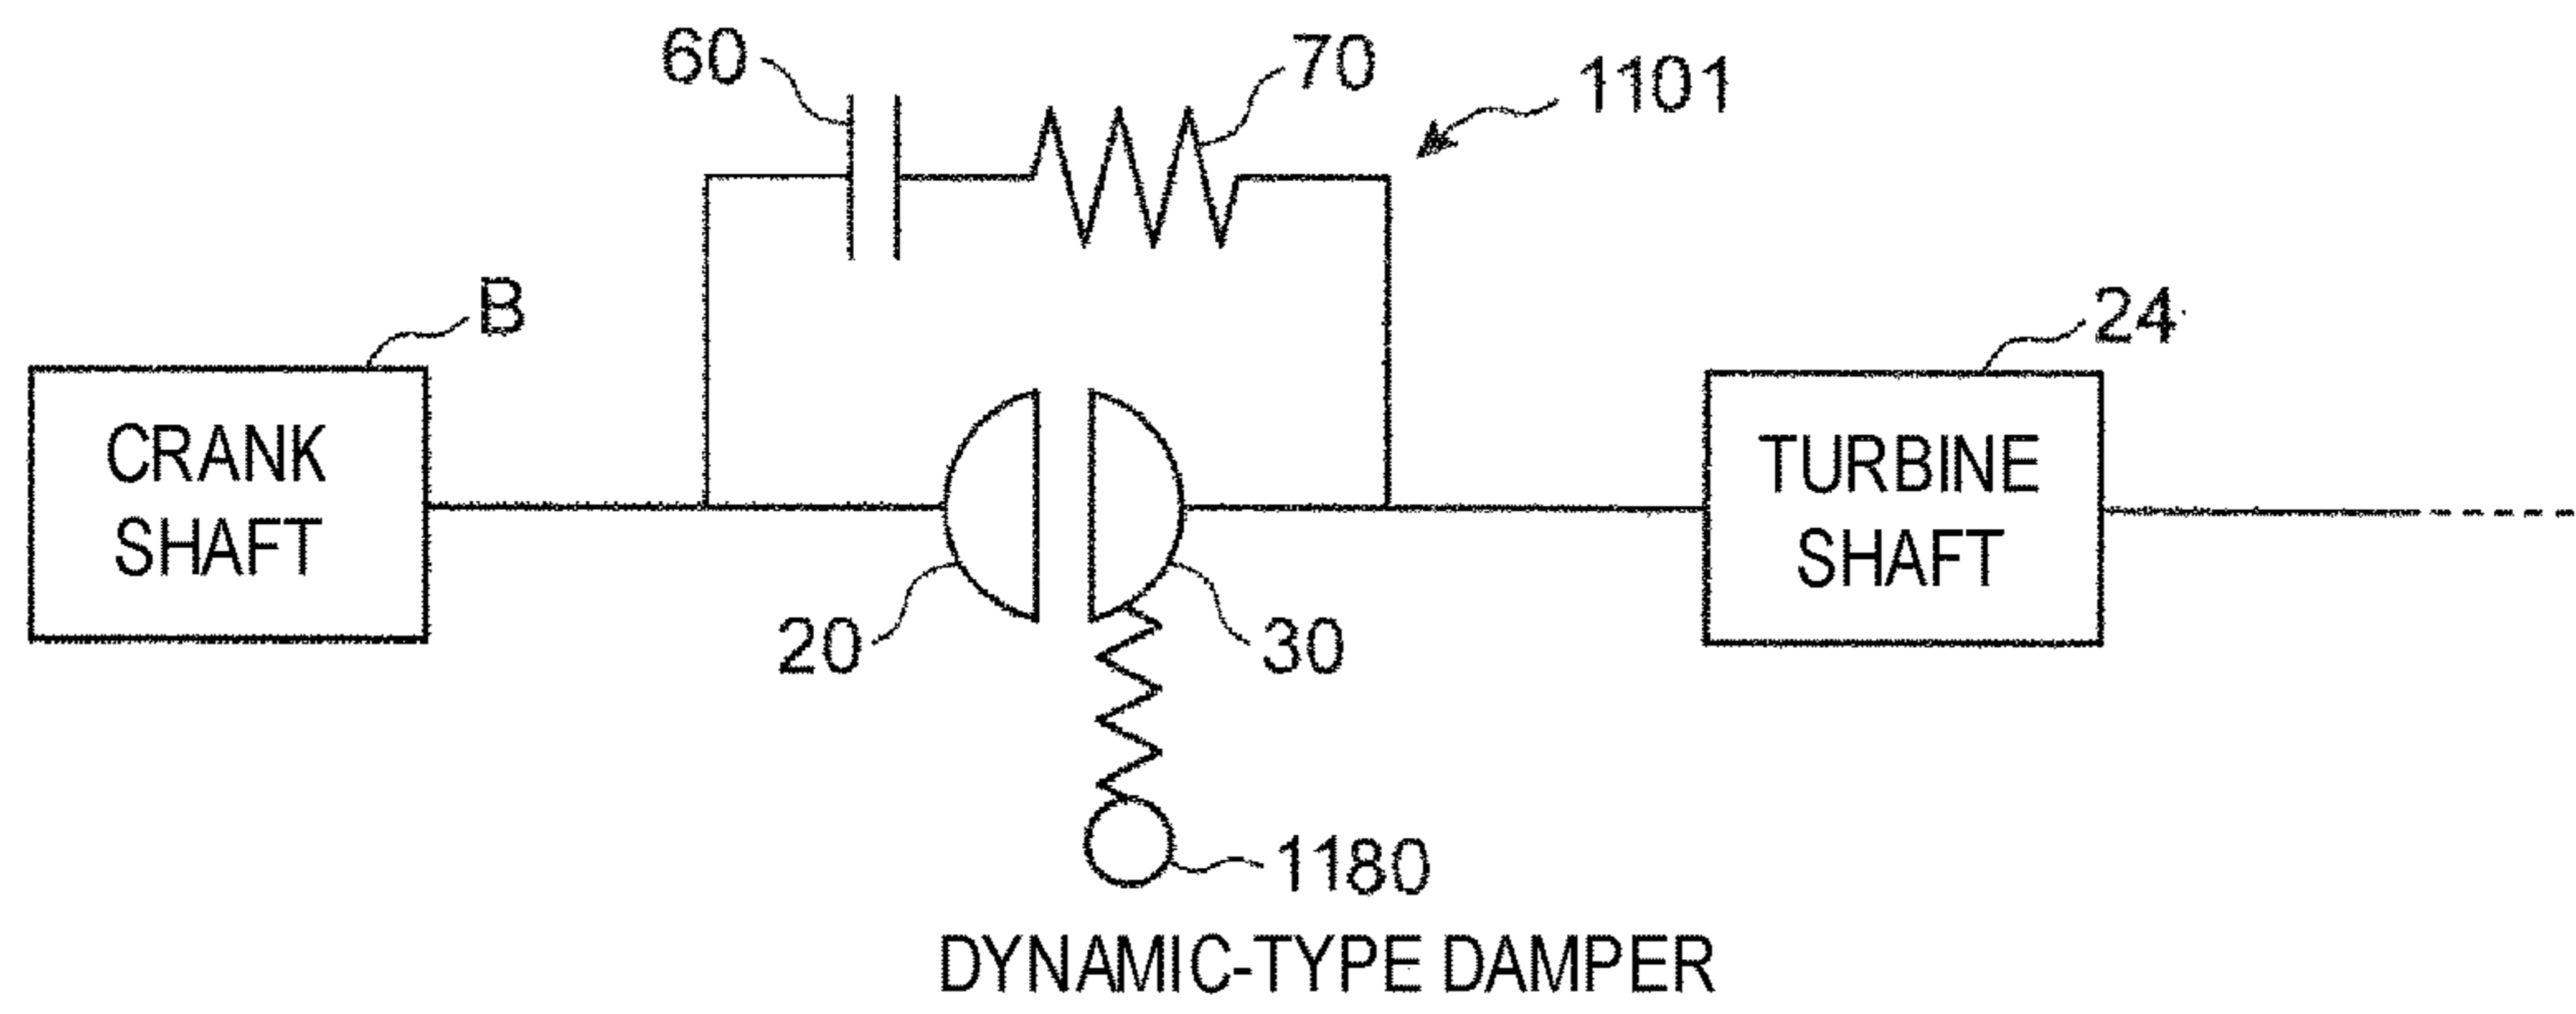 60
70
1101
B
24
CRANK
SHAFT
TURBINE
SHAFT
20
30
1180
DYNAMIC-TYPE DAMPER